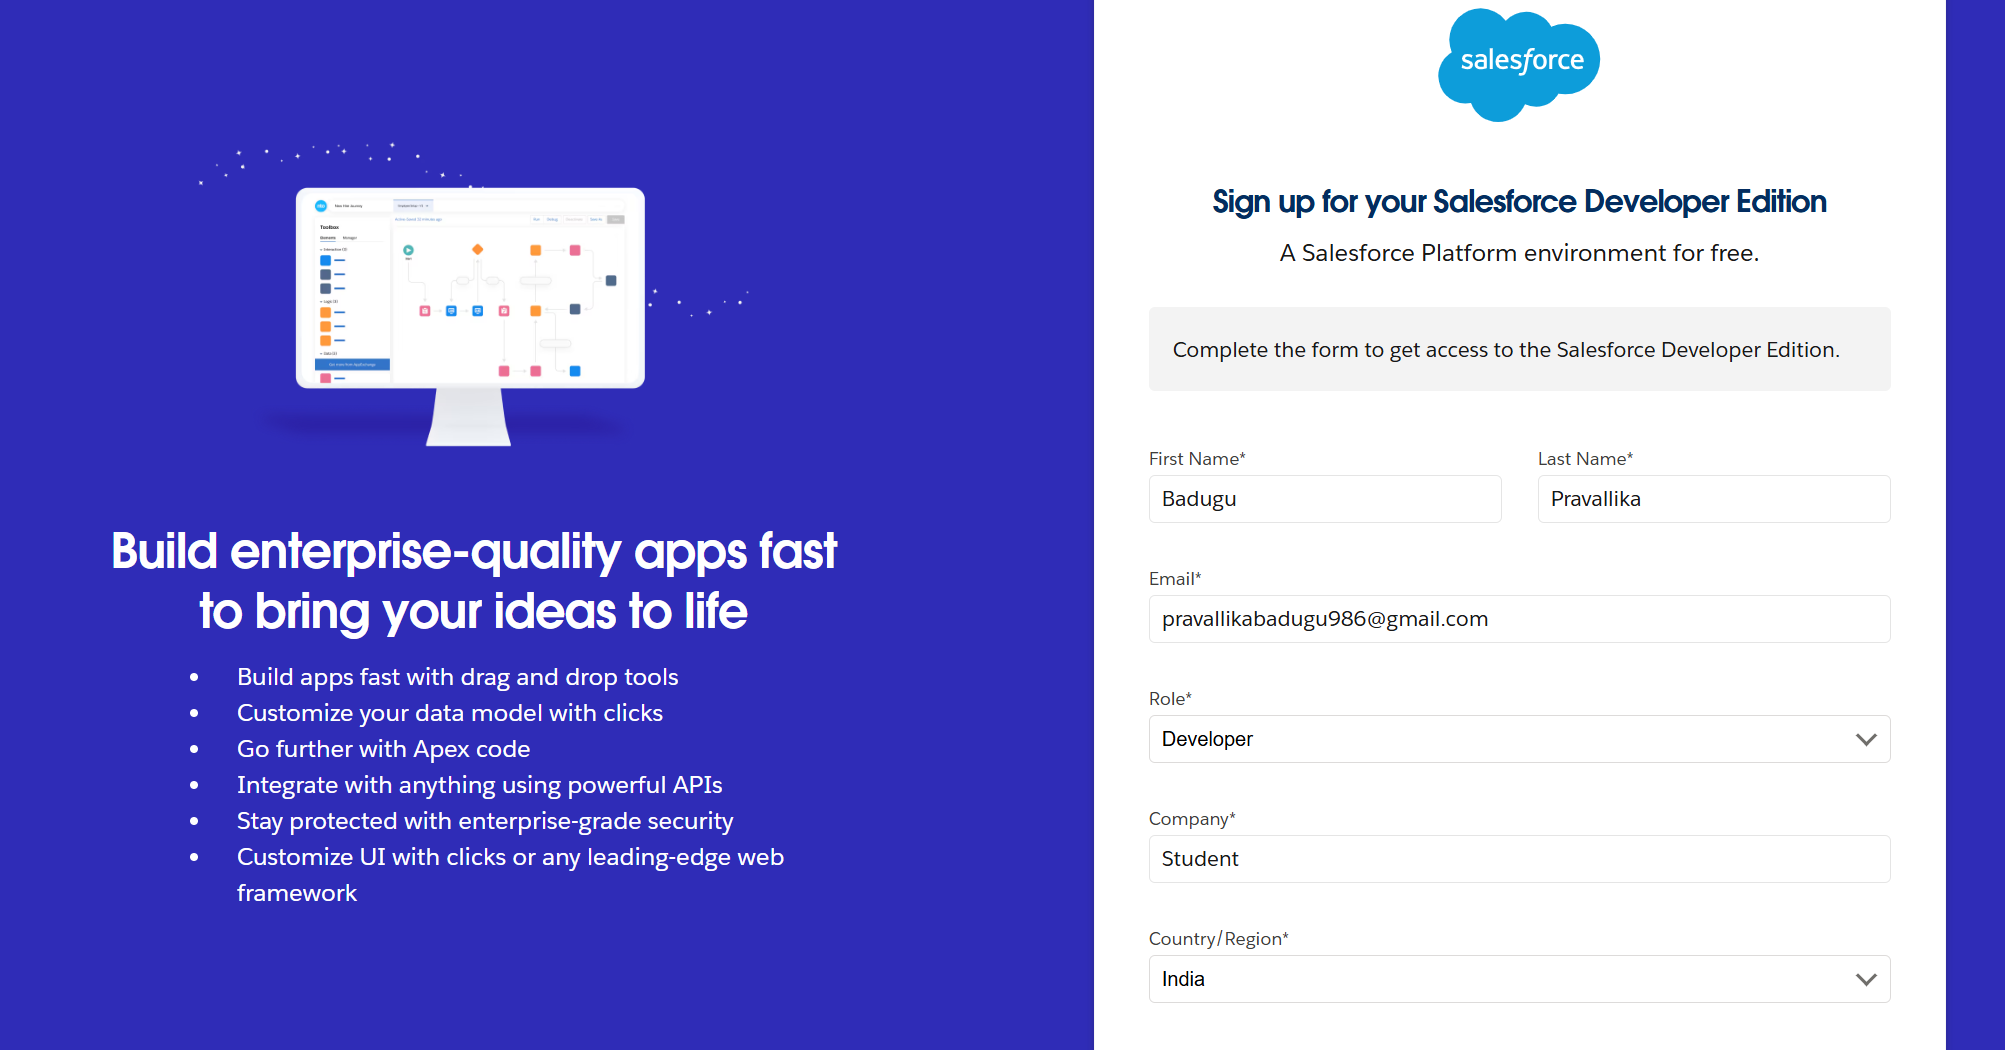 Toolbox
Build enterprise-quality apps fast
to bring your ideas to life
• Build apps fast with drag and drop tools
• Customize your data model with clicks
• Go further with Apex code
• Integrate with anything using powerful APIs
• Stay protected with enterprise-grade security
• Customize UI with clicks or any leading-edge web
framework
salesforce
Sign up for your Salesforce Developer Edition
A Salesforce Platform environment for free.
Complete the form to get access to the Salesforce Developer Edition.
First Name* Last Name*
Badugu Pravallika
Email*
pravallikabadugu986@gmail.com
Role*
Developer
Company*
Student
Country/Region*
India